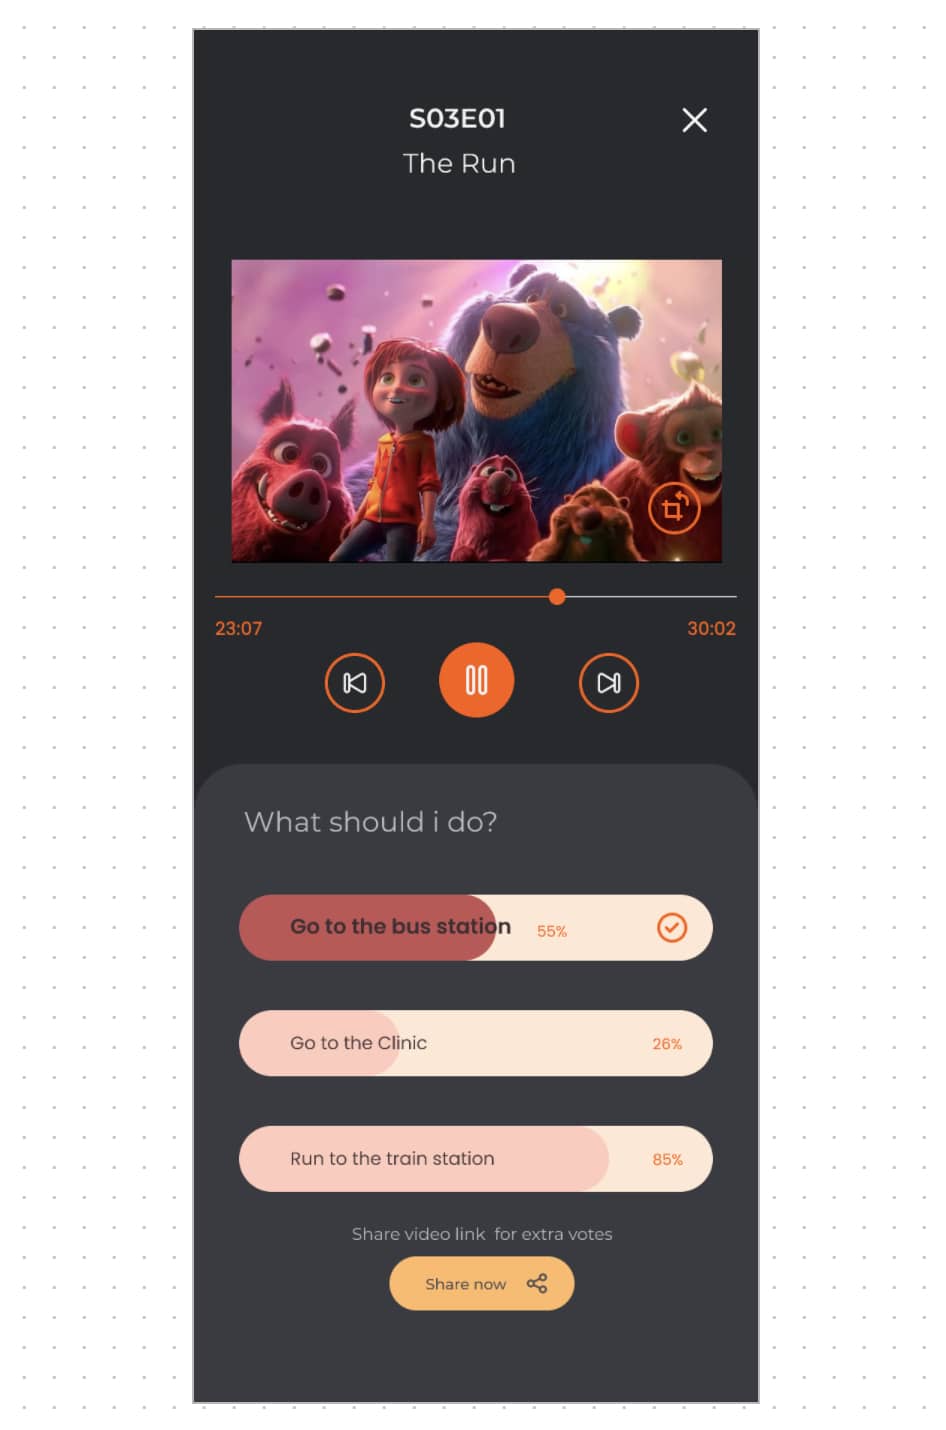 S03E01
The Run
23:07
30:02
What should i do?
Go to the bus station 55%
Go to the Clinic 26%
Run to the train station 85%
Share video link for extra votes
Share now